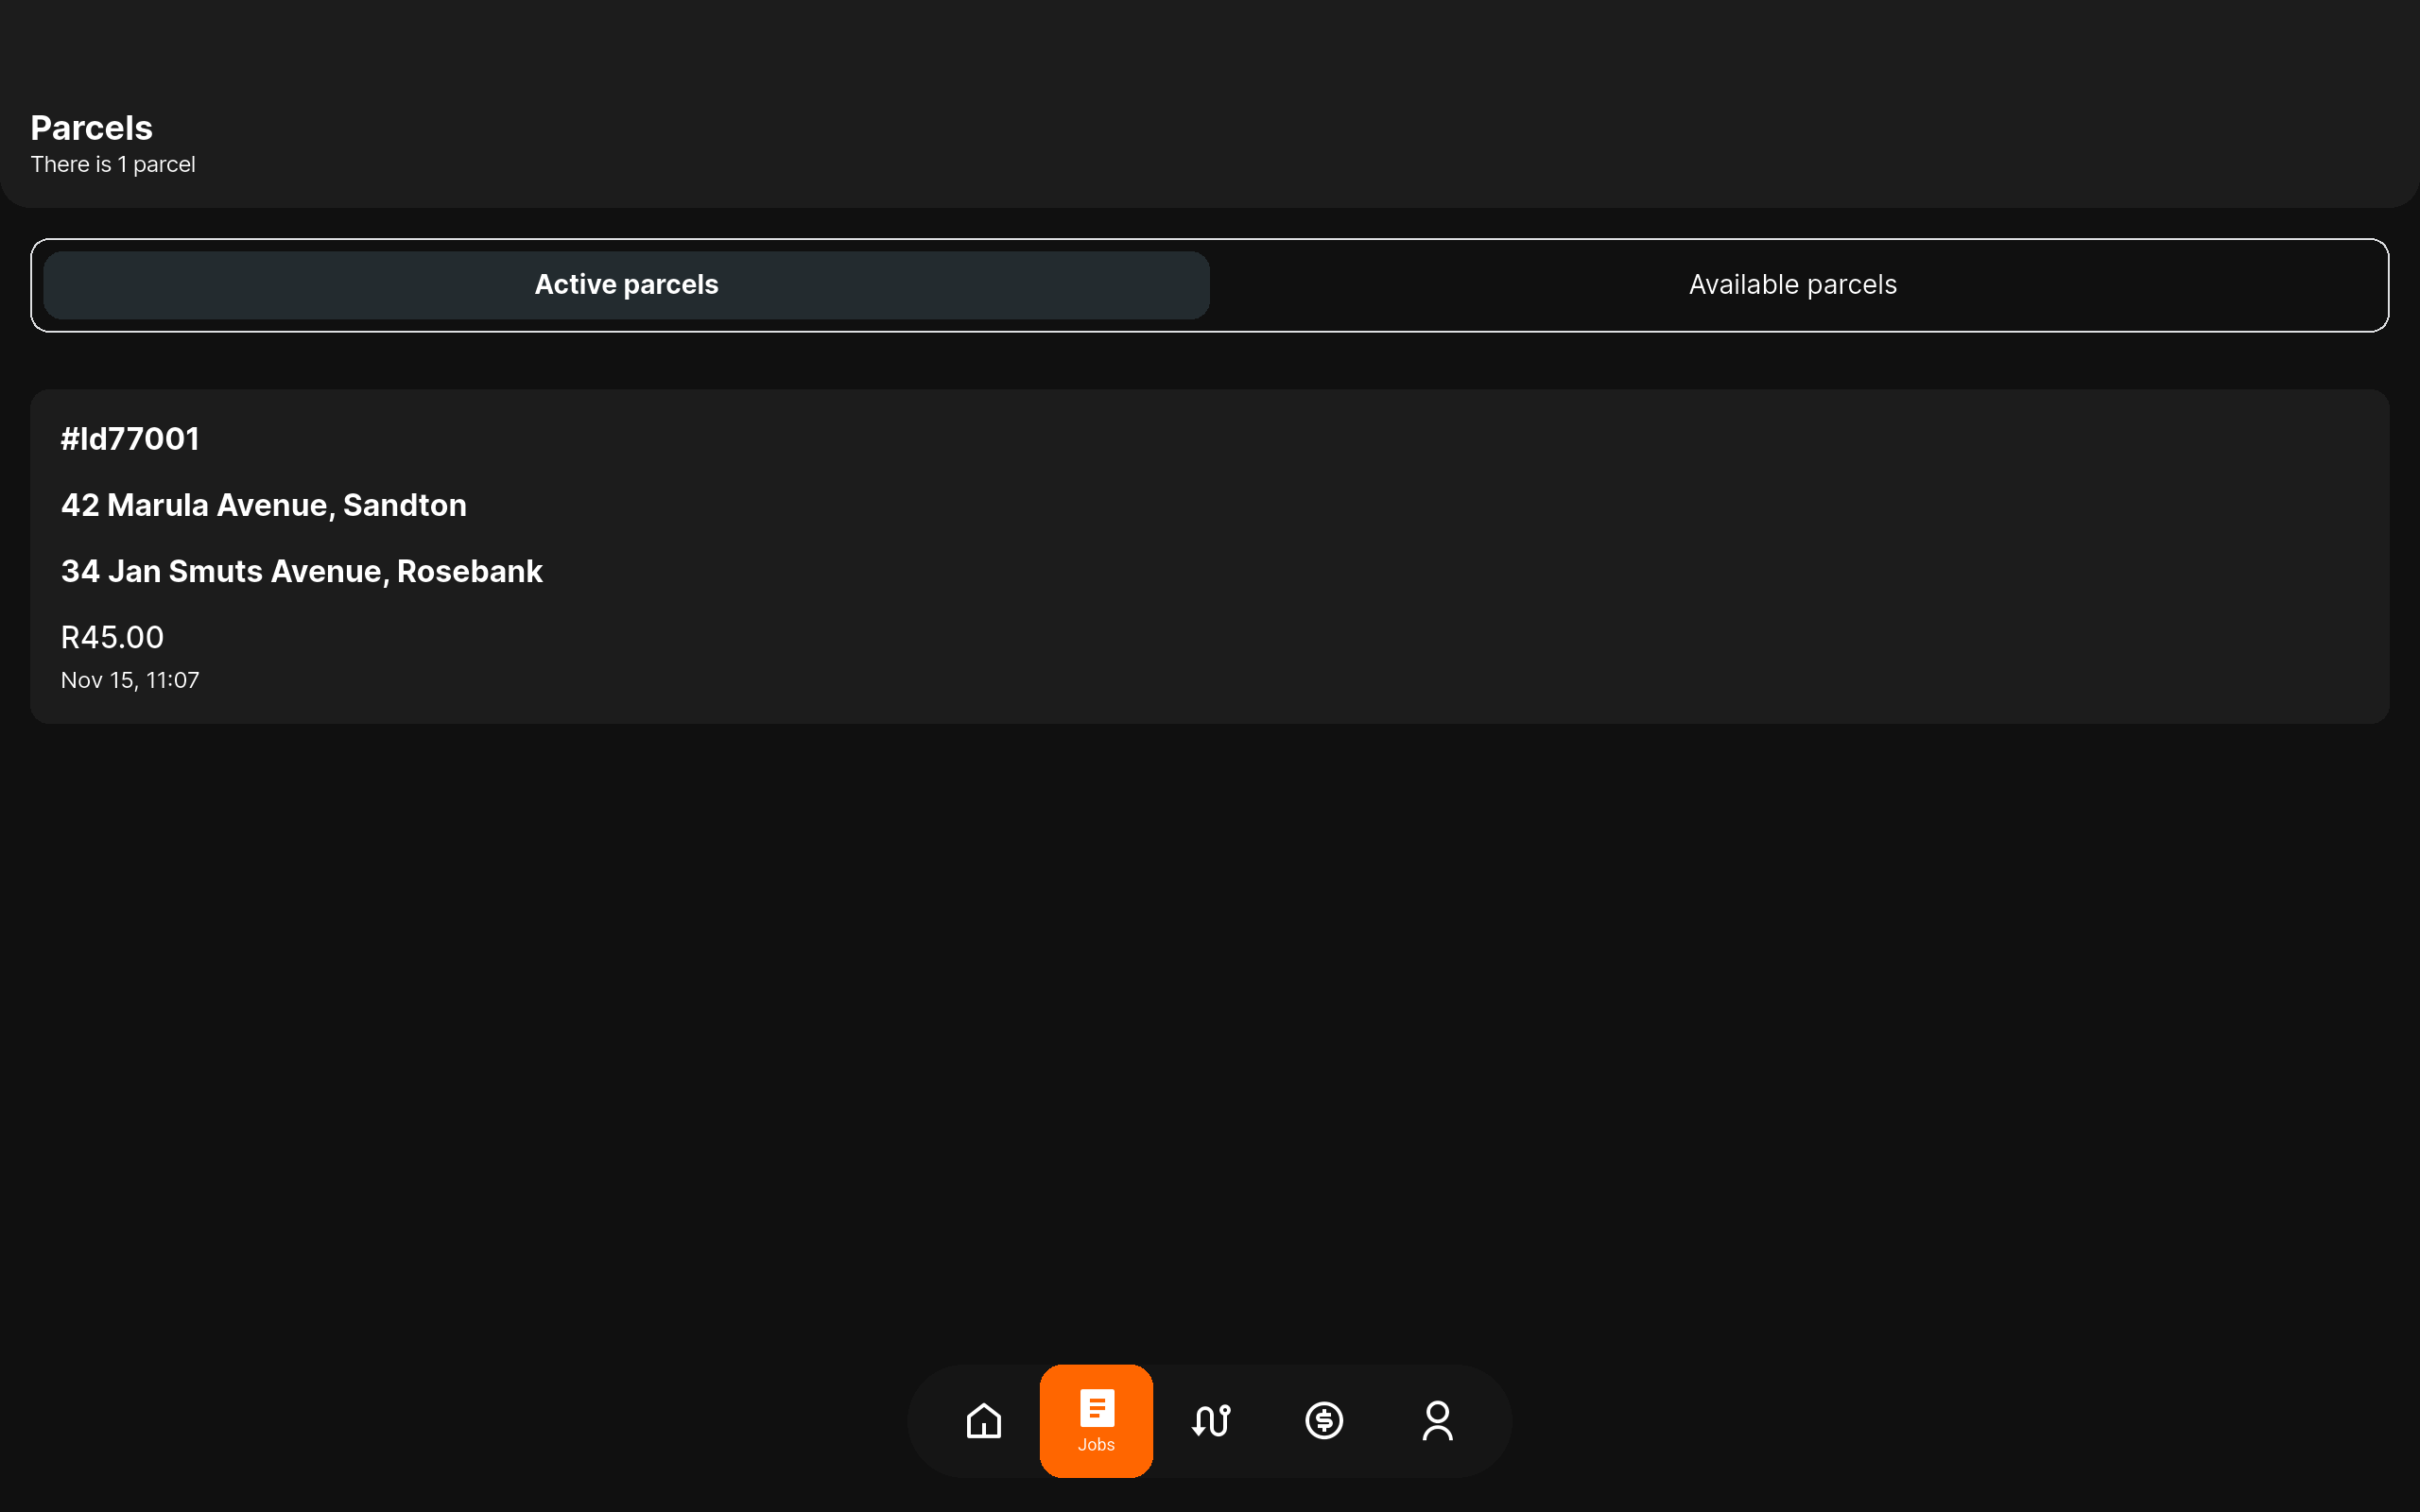 Parcels
There is 1 parcel
Active parcels
Available parcels
#Id77001
42 Marula Avenue, Sandton
34 Jan Smuts Avenue, Rosebank
R45.00
Nov 15, 11:07
Jobs